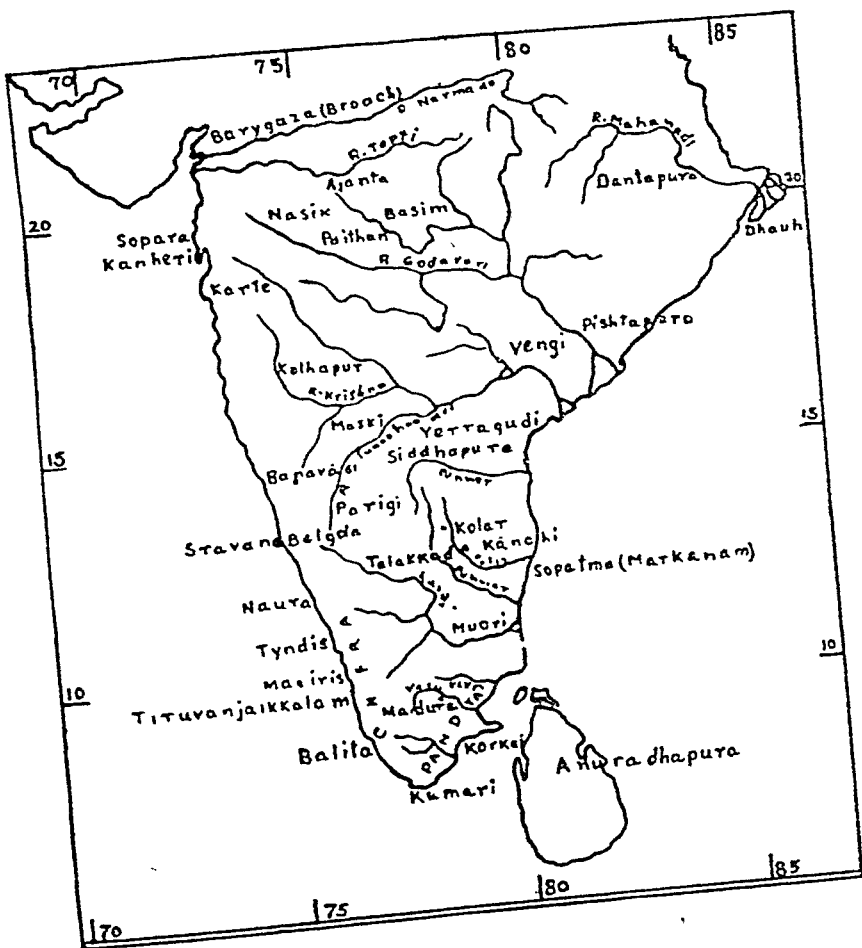 70
75
80
85
Barygaza (Broach)
R. Narmada
R. Mahanadi
R. Tapti
Ajanta
Dantapura
20
Nasik
Basim
20
Sopara
Paithan
Dhauli
Kanheri
R Godavari
Karle
Pishtapura
Vengi
Kolhapur
R. Krishna
Maski
Yerragudi
15
Siddhapura
15
Banavasi
Parigi
Kolar
Sravana Belgola
Kanchi
Talakkad
Sopatma (Markanam)
Naura
Muori
Tyndis
10
Maziris
10
Tiruvanjaikkalam
Madura
Balita
Korkai
Anuradhapura
Kumari
70
75
80
85